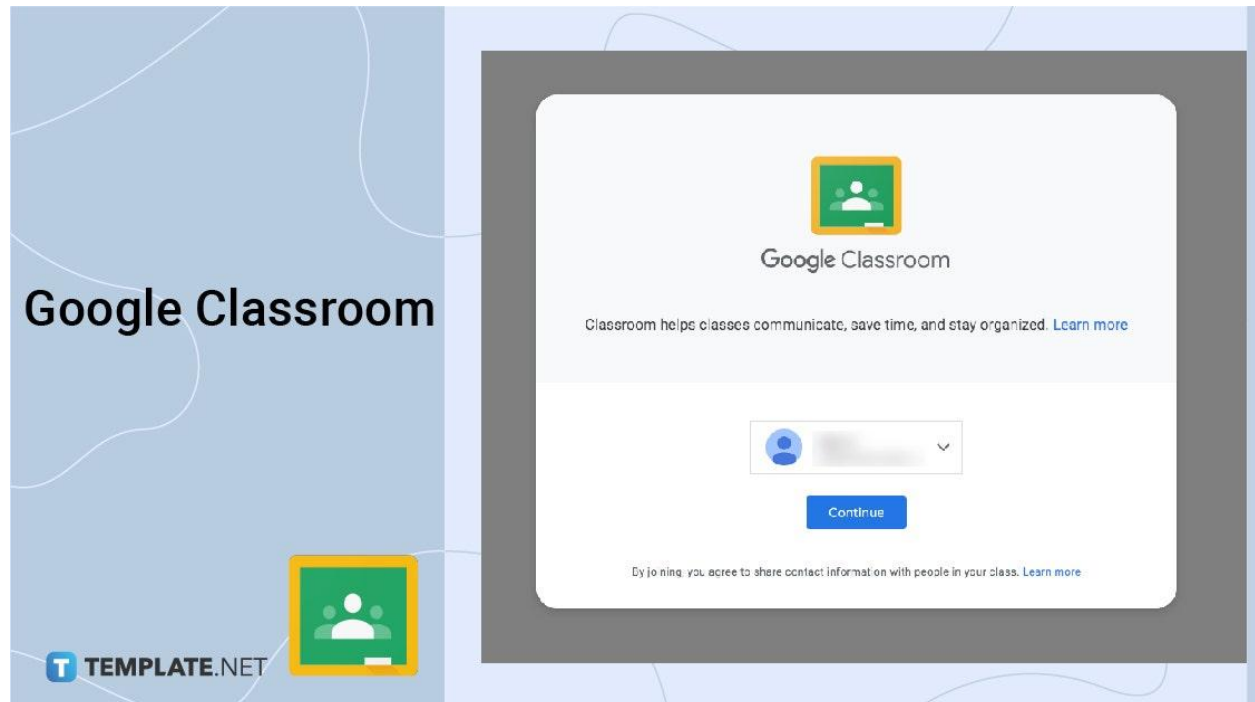 Google Classroom
TEMPLATE.NET
Google Classroom
Classroom helps classes communicate, save time, and stay organized. Learn more
Continue
By joining, you agree to share contact information with people in your class. Learn more